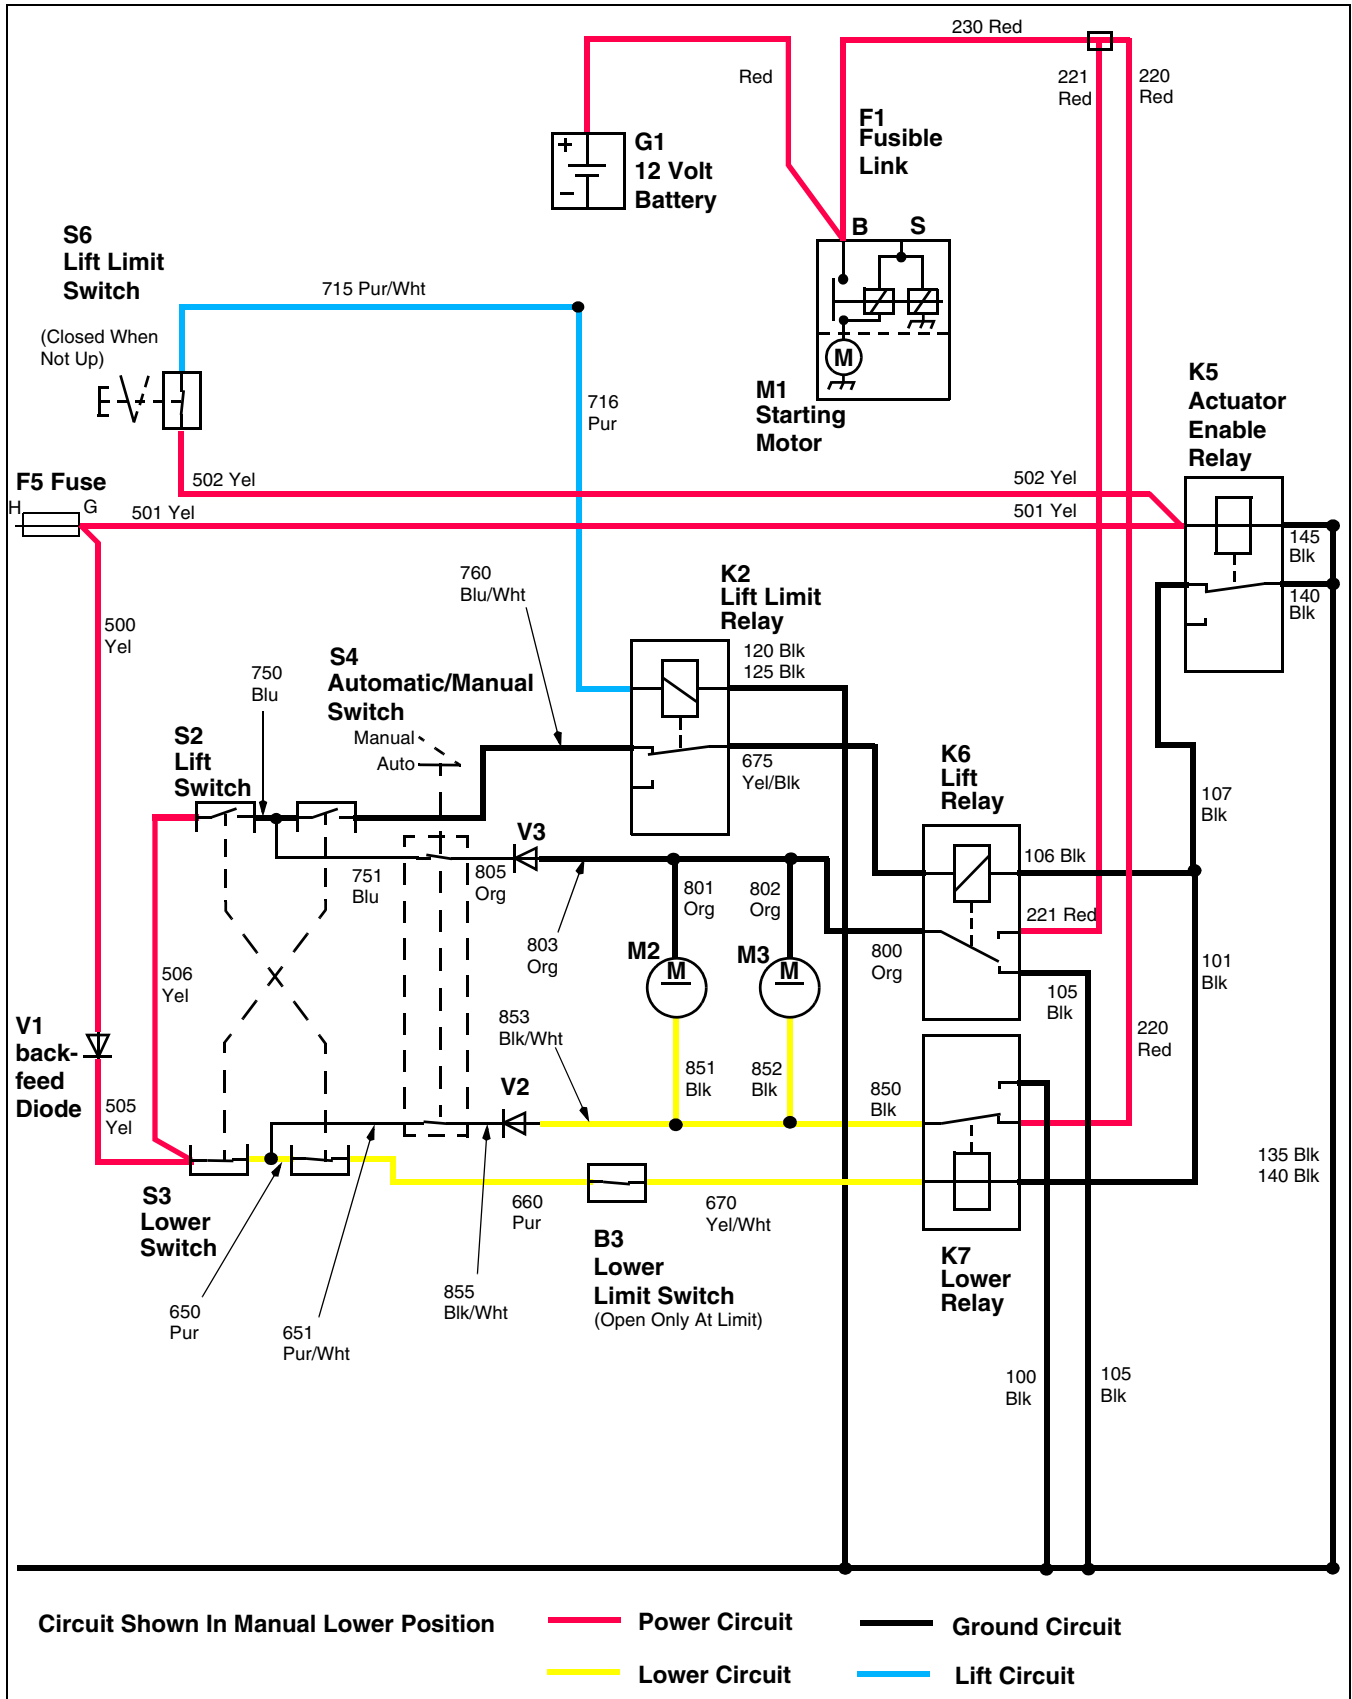 230 Red
Red
221
Red
220
Red
F1
Fusible
Link
G1
12 Volt
Battery
+
−
B
S
S6
Lift Limit
Switch
715 Pur/Wht
(Closed When
Not Up)
M
M1
Starting
Motor
716
Pur
K5
Actuator
Enable
Relay
502 Yel
502 Yel
F5 Fuse
H
G
501 Yel
501 Yel
145
Blk
140
Blk
760
Blu/Wht
K2
Lift Limit
Relay
500
Yel
120 Blk
125 Blk
750
Blu
S4
Automatic/Manual
Switch
Manual
Auto
S2
Lift
Switch
675
Yel/Blk
K6
Lift
Relay
107
Blk
V3
106 Blk
751
Blu
805
Org
801
Org
802
Org
221 Red
803
Org
M2
M
M3
M
800
Org
506
Yel
101
Blk
105
Blk
V1
back-
feed
Diode
853
Blk/Wht
220
Red
851
Blk
852
Blk
850
Blk
V2
505
Yel
135 Blk
140 Blk
S3
Lower
Switch
660
Pur
670
Yel/Wht
B3
Lower
Limit Switch
(Open Only At Limit)
K7
Lower
Relay
650
Pur
651
Pur/Wht
855
Blk/Wht
100
Blk
105
Blk
Circuit Shown In Manual Lower Position
Power Circuit
Ground Circuit
Lower Circuit
Lift Circuit